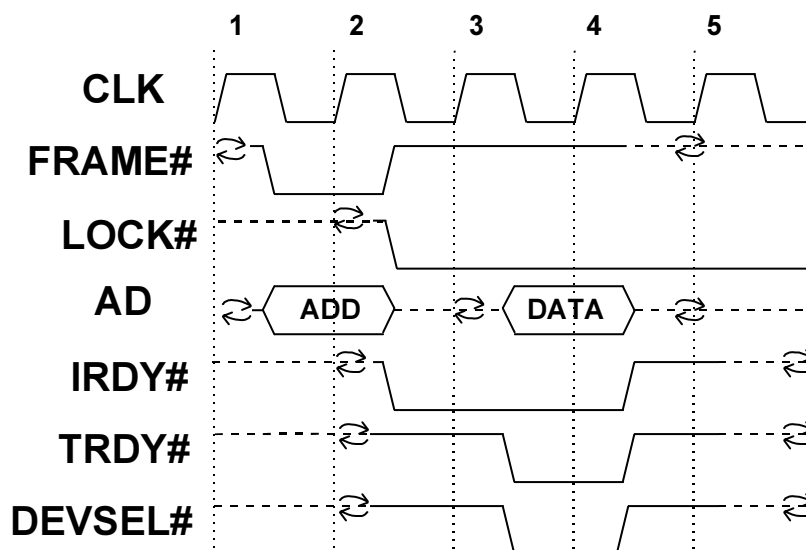 1 2 3 4 5
CLK
FRAME#
LOCK#
AD ADD DATA
IRDY#
TRDY#
DEVSEL#